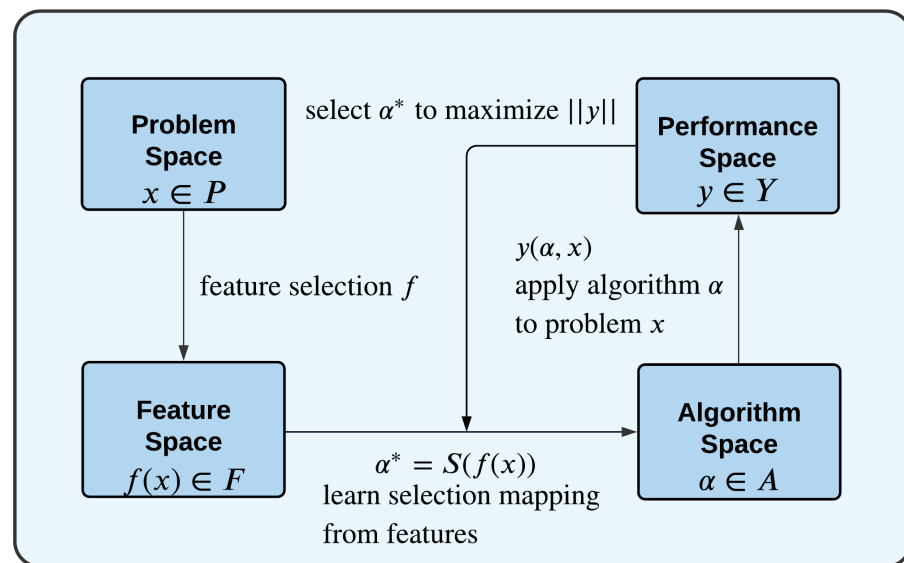 Problem
Space
x ∈ P
select α* to maximize ||y||
Performance
Space
y ∈ Y
feature selection f
y(α, x)
apply algorithm α
to problem x
Feature
Space
f(x) ∈ F
α* = S(f(x))
learn selection mapping
from features
Algorithm
Space
α ∈ A